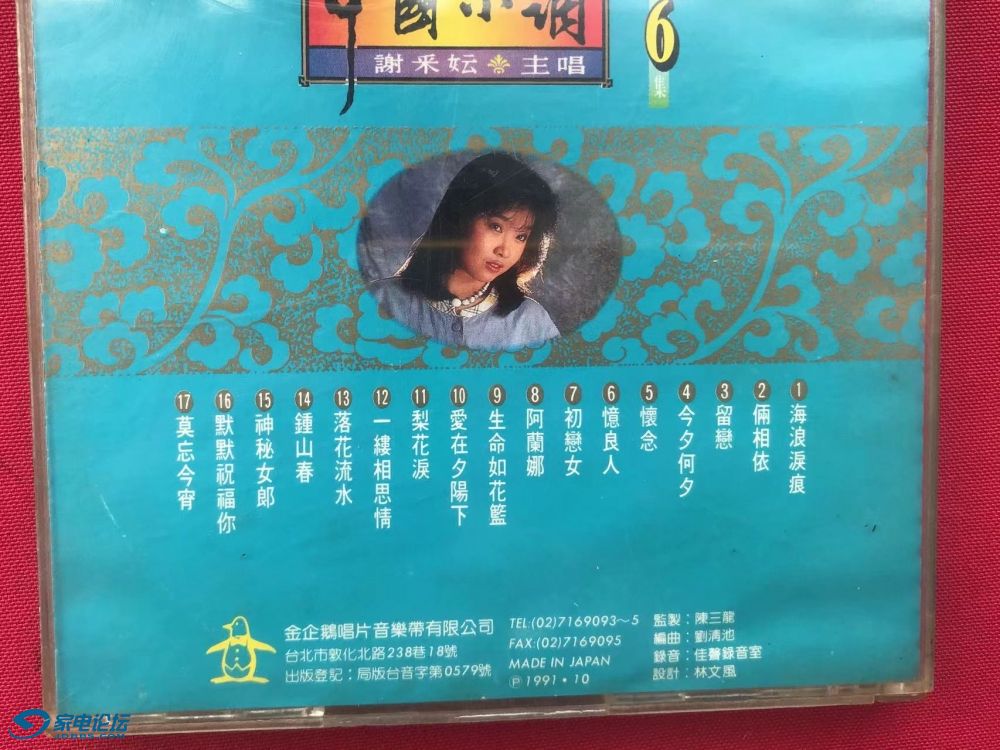 中國小調
6
集
謝采妘 主唱
1 海浪淚痕
2 倆相依
3 留戀
4 今夕何夕
5 懷念
6 憶良人
7 初戀女
8 阿蘭娜
9 生命如花籃
10 愛在夕陽下
11 梨花淚
12 一縷相思情
13 落花流水
14 鍾山春
15 神秘女郎
16 默默祝福你
17 莫忘今宵
金企鵝唱片音樂帶有限公司
台北市敦化北路238巷18號
出版登記：局版台音字第0579號
TEL:(02)7169093～5
FAX:(02)7169095
MADE IN JAPAN
Ⓟ1991·10
監製：陳三龍
編曲：劉清池
錄音：佳聲錄音室
設計：林文風
家电论坛